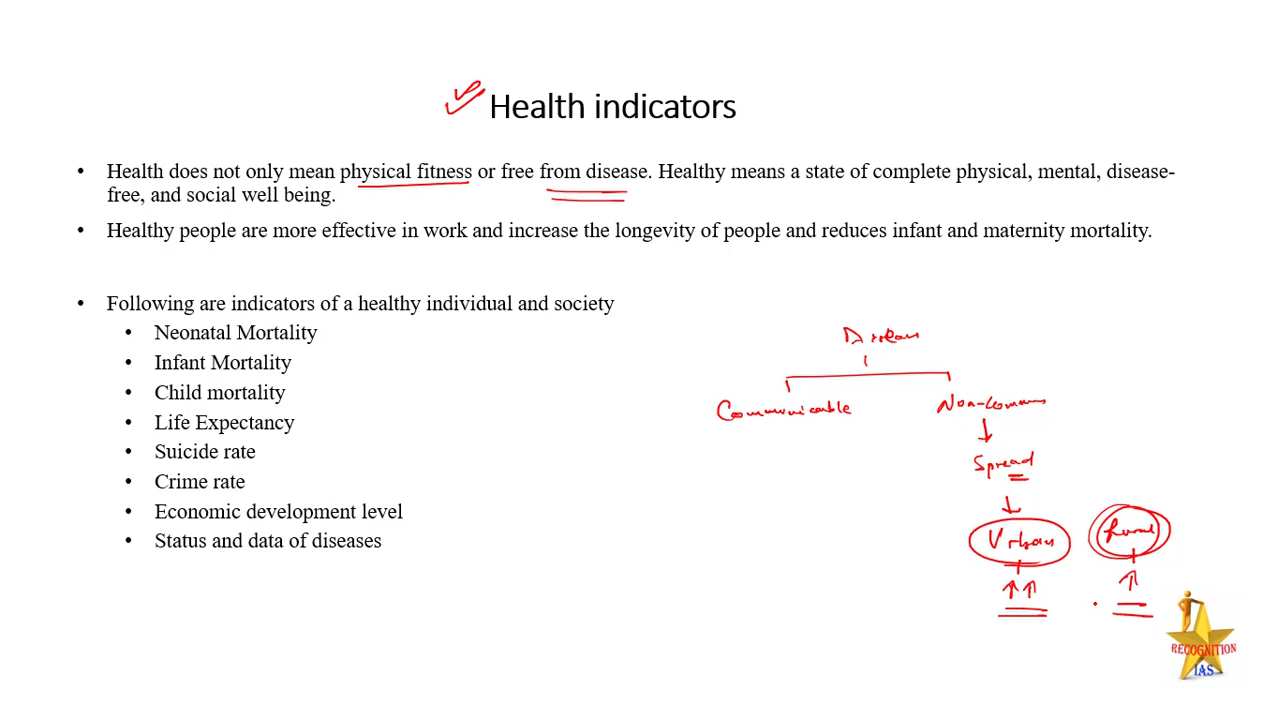 Health indicators
• Health does not only mean physical fitness or free from disease. Healthy means a state of complete physical, mental, disease-
free, and social well being.
• Healthy people are more effective in work and increase the longevity of people and reduces infant and maternity mortality.
• Following are indicators of a healthy individual and society
• Neonatal Mortality
• Infant Mortality
• Child mortality
• Life Expectancy
• Suicide rate
• Crime rate
• Economic development level
• Status and data of diseases
Communicable
Spread
Urban
Rural
RECOGNITION
IAS